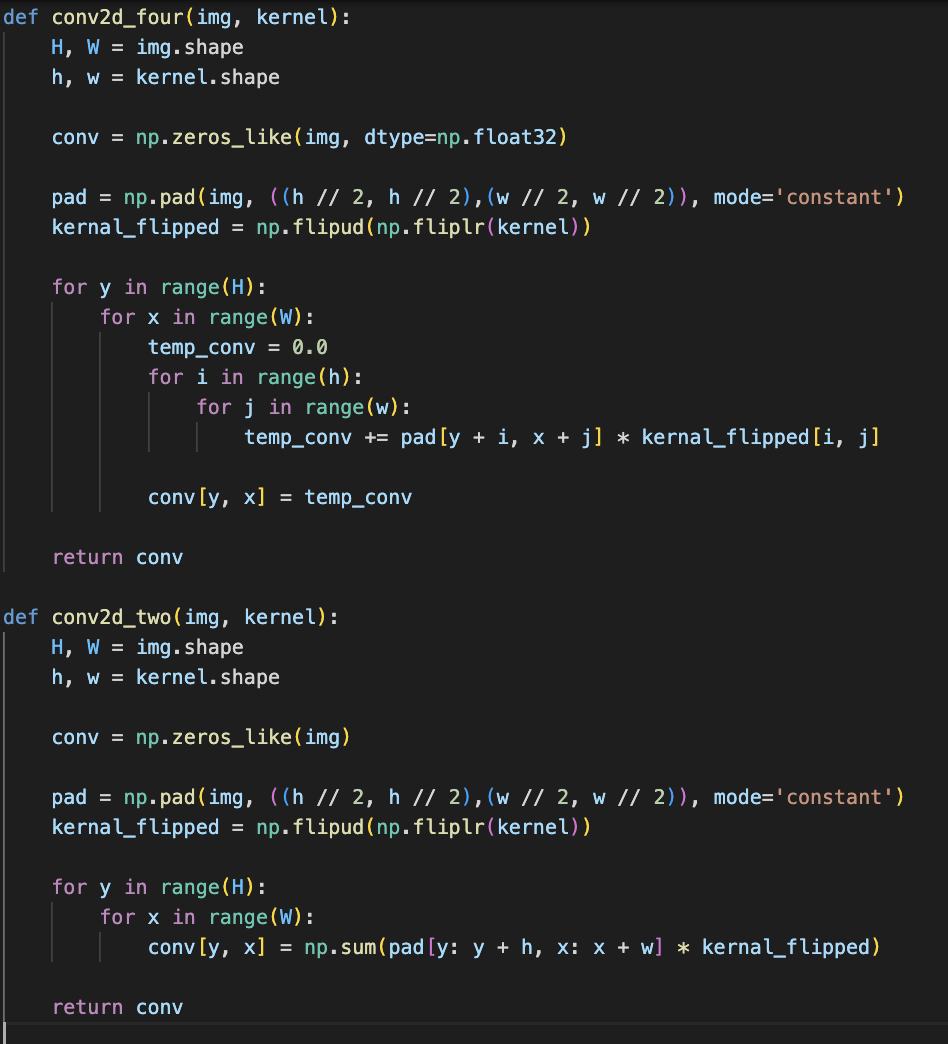 def conv2d_four(img, kernel):
    H, W = img.shape
    h, w = kernel.shape

    conv = np.zeros_like(img, dtype=np.float32)

    pad = np.pad(img, ((h // 2, h // 2),(w // 2, w // 2)), mode='constant')
    kernal_flipped = np.flipud(np.fliplr(kernel))

    for y in range(H):
        for x in range(W):
            temp_conv = 0.0
            for i in range(h):
                for j in range(w):
                    temp_conv += pad[y + i, x + j] * kernal_flipped[i, j]

            conv[y, x] = temp_conv

    return conv

def conv2d_two(img, kernel):
    H, W = img.shape
    h, w = kernel.shape

    conv = np.zeros_like(img)

    pad = np.pad(img, ((h // 2, h // 2),(w // 2, w // 2)), mode='constant')
    kernal_flipped = np.flipud(np.fliplr(kernel))

    for y in range(H):
        for x in range(W):
            conv[y, x] = np.sum(pad[y: y + h, x: x + w] * kernal_flipped)

    return conv